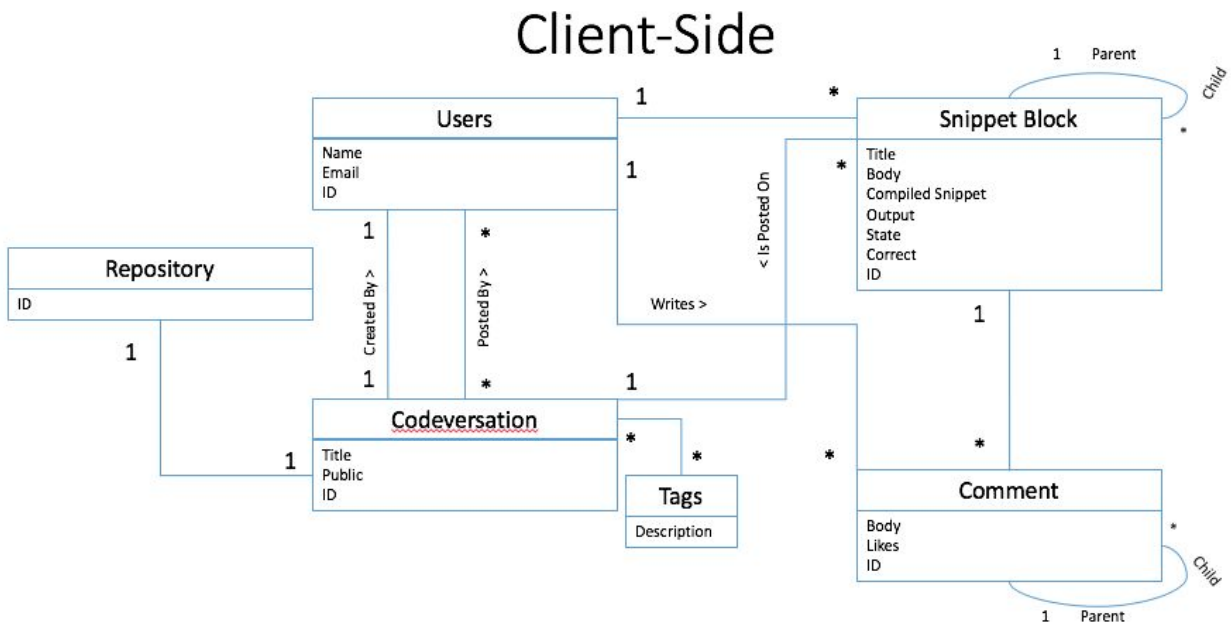 Client-Side
1 Parent
Child
*
Users
1
*
Snippet Block
Name
Email
ID
1
*
Title
Body
Compiled Snippet
Output
State
Correct
ID
< Is Posted On
Repository
ID
1
*
Created By >
Posted By >
Writes >
1
1
1
*
1
*
Codeversation
Title
Public
ID
1
*
*
Tags
Description
*
Comment
Body
Likes
ID
*
Child
1 Parent